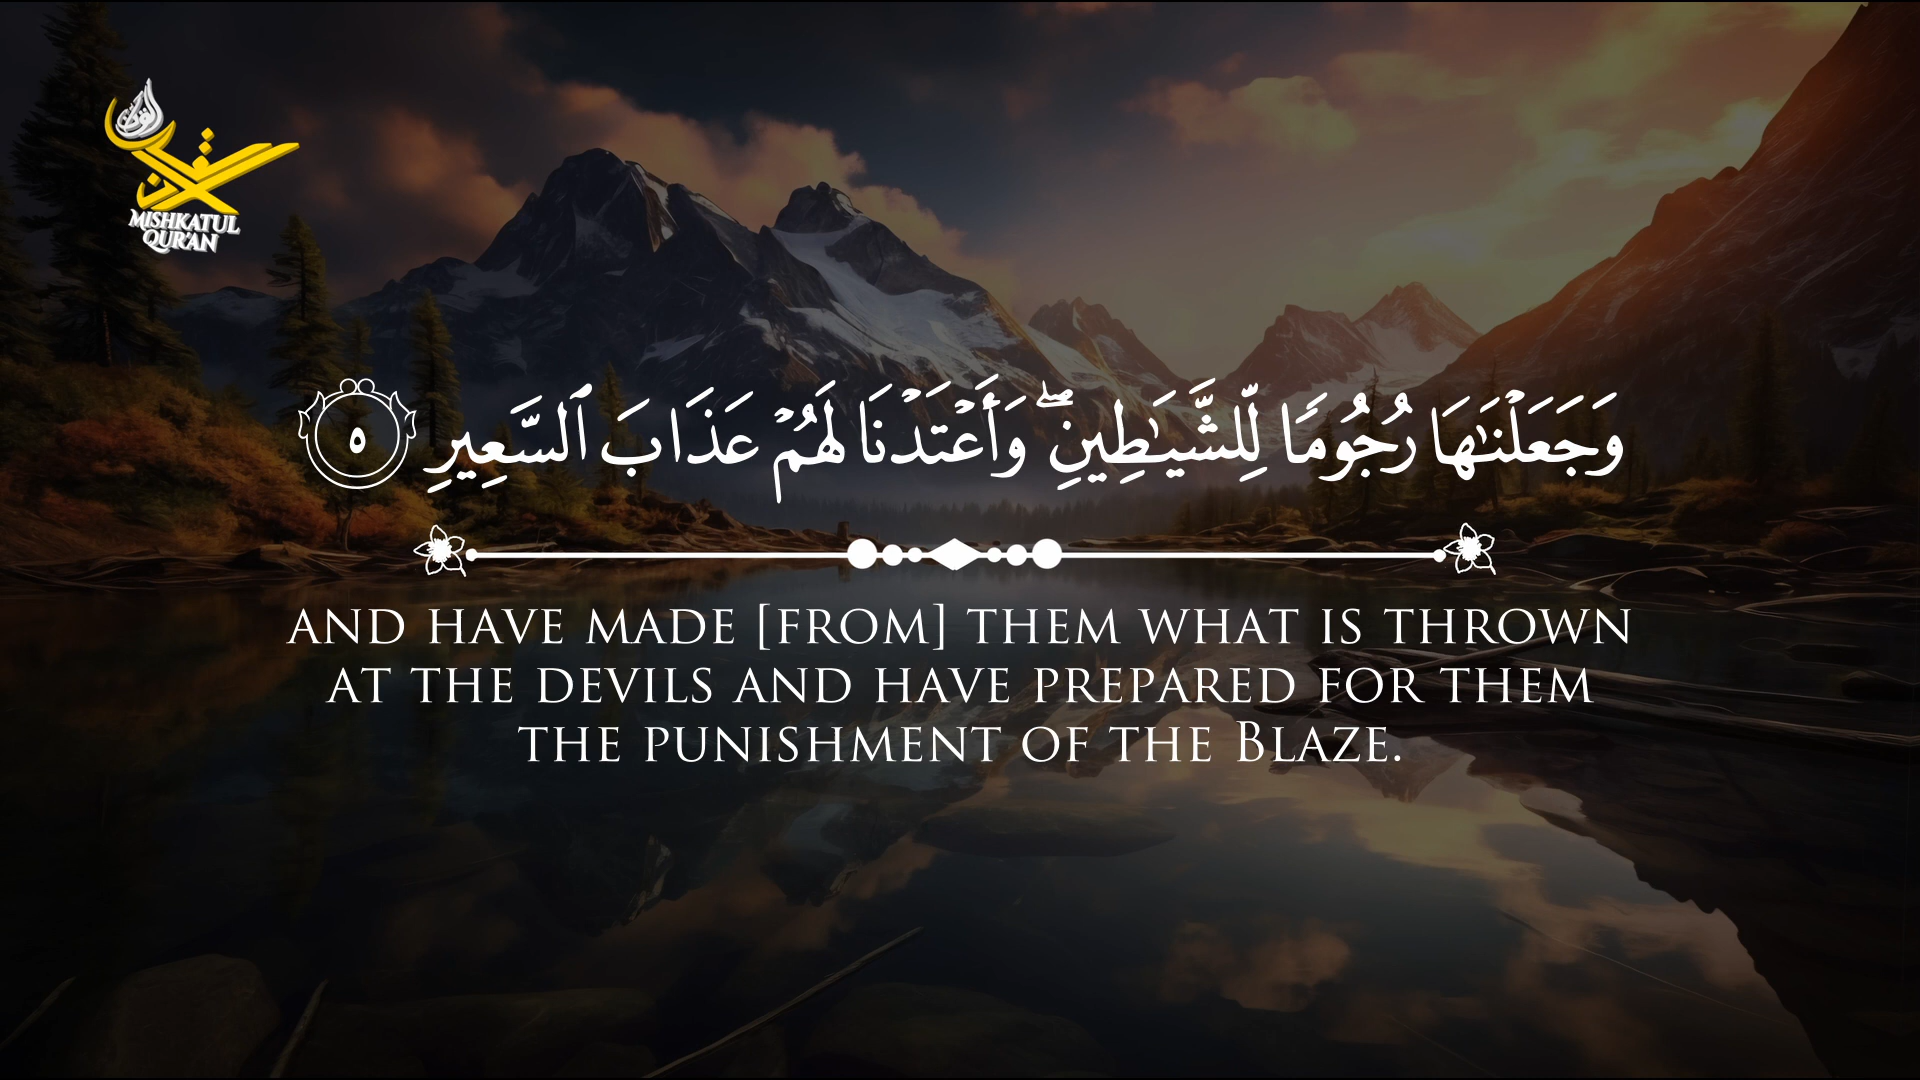 MISHKATUL
QUR'AN
وَجَعَلْنَٰهَا رُجُومًا لِّلشَّيَٰطِينِ ۖ وَأَعْتَدْنَا لَهُمْ عَذَابَ ٱلسَّعِيرِ ٥
AND HAVE MADE [FROM] THEM WHAT IS THROWN
AT THE DEVILS AND HAVE PREPARED FOR THEM
THE PUNISHMENT OF THE BLAZE.